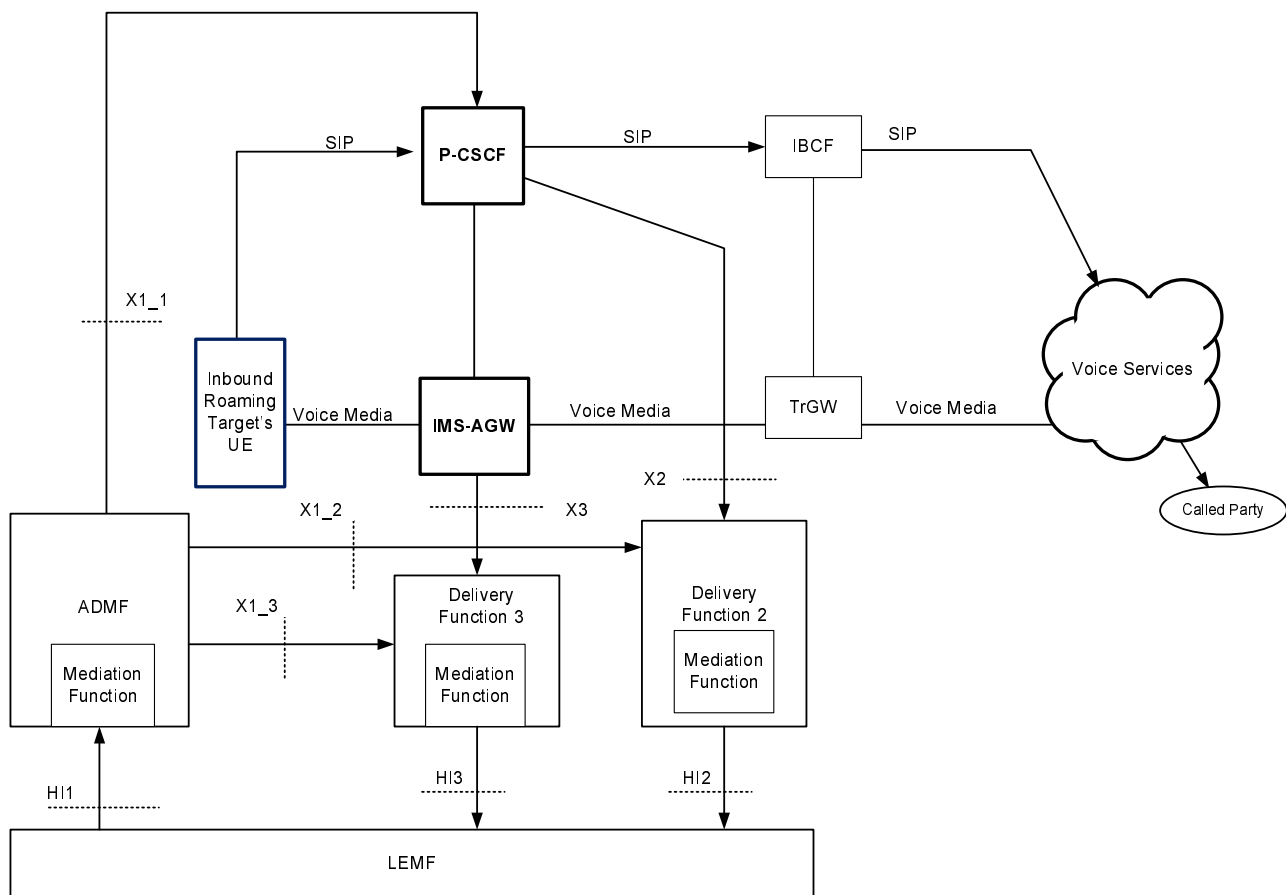 SIP
P-CSCF
SIP
IBCF
SIP
X1_1
Inbound
Roaming
Target's
UE
Voice Media
IMS-AGW
Voice Media
TrGW
Voice Media
Voice Services
X2
X1_2
X3
Called Party
ADMF
X1_3
Delivery
Function 3
Delivery
Function 2
Mediation
Function
Mediation
Function
Mediation
Function
HI1
HI3
HI2
LEMF